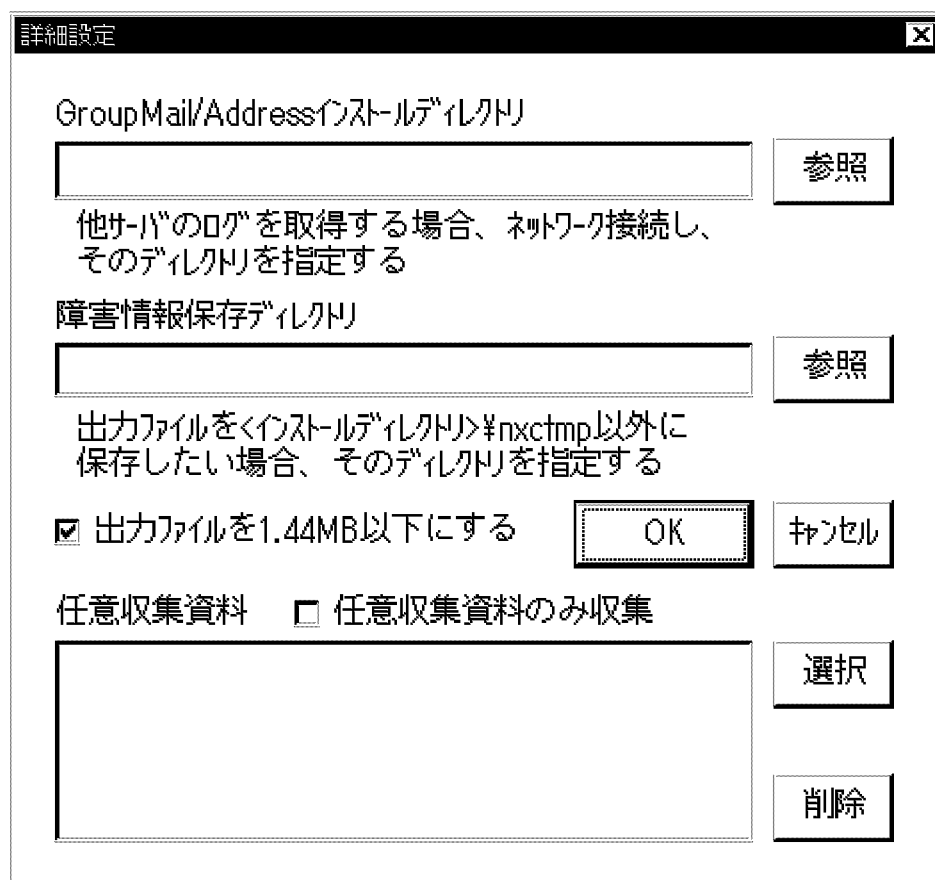 詳細設定
GroupMail/Addressインストールディレクトリ
参照
他サーバのログを取得する場合、ネットワーク接続し、
そのディレクトリを指定する
障害情報保存ディレクトリ
参照
出力ファイルを<インストールディレクトリ>¥nxctmp以外に
保存したい場合、そのディレクトリを指定する
出力ファイルを1.44MB以下にする OK キャンセル
任意収集資料 任意収集資料のみ収集
選択
削除